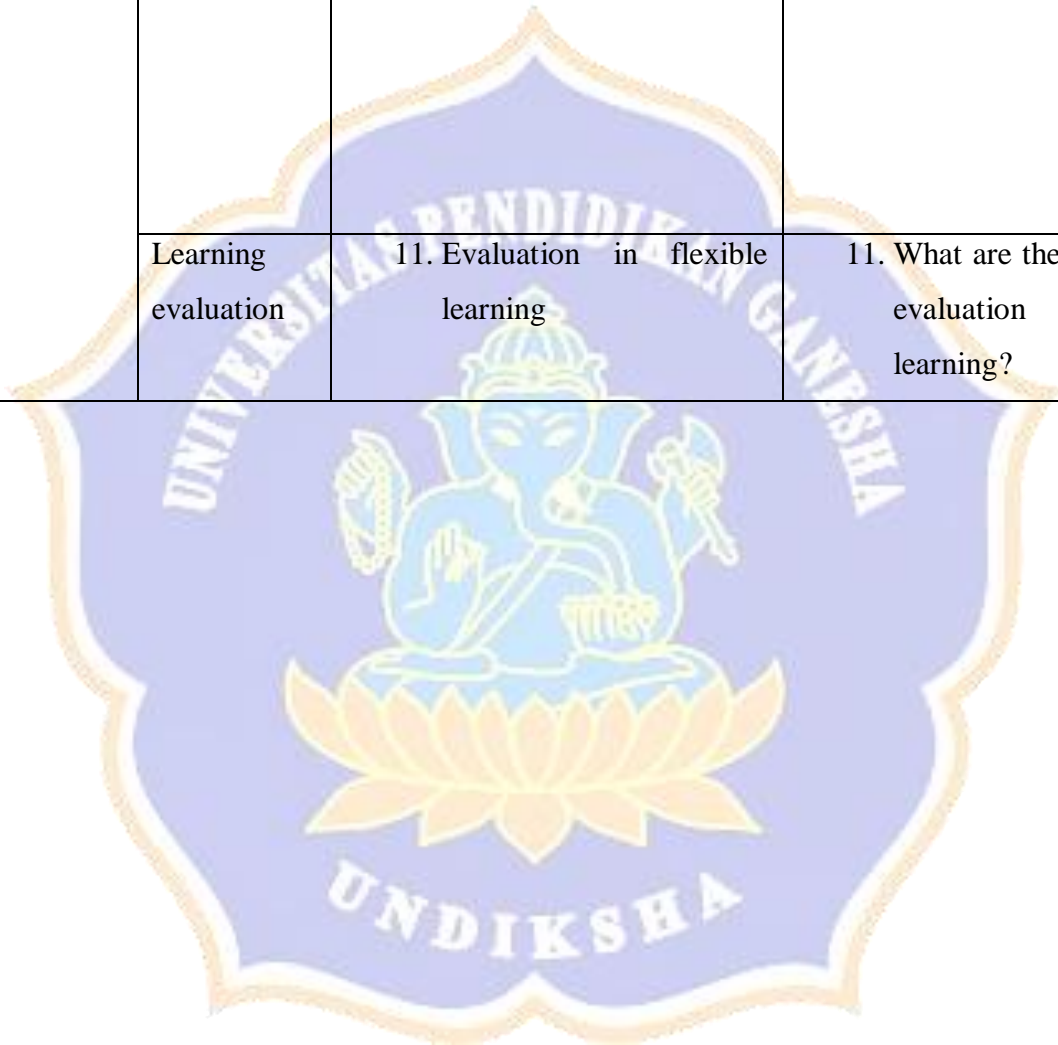 Learning
evaluation
11. Evaluation in flexible
learning
11. What are the
evaluation
learning?
UNIVERSITAS PENDIDIKAN GANESHA
UNDIKSHA